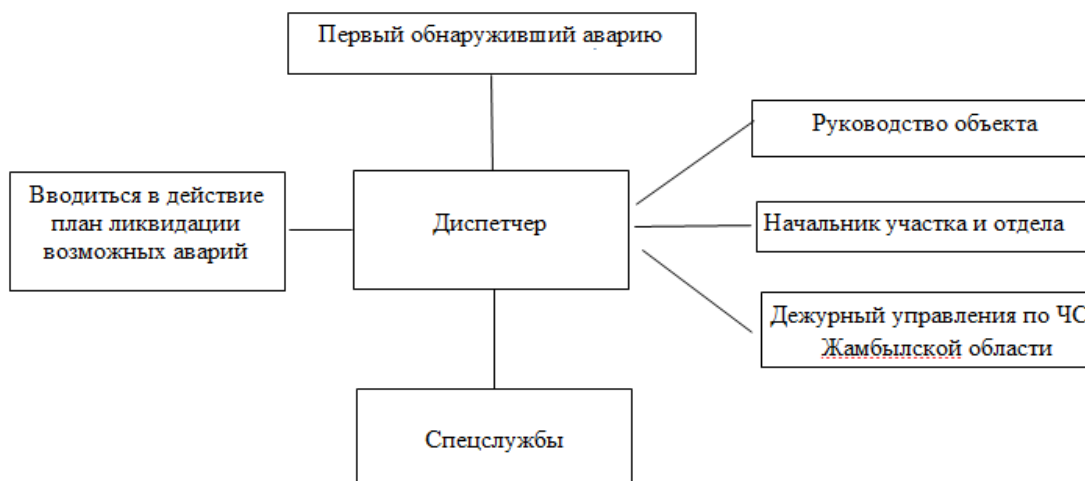 Первый обнаруживший аварию
Руководство объекта
Вводиться в действие
план ликвидации
возможных аварий
Диспетчер
Начальник участка и отдела
Дежурный управления по ЧС
Жамбылской области
Спецслужбы